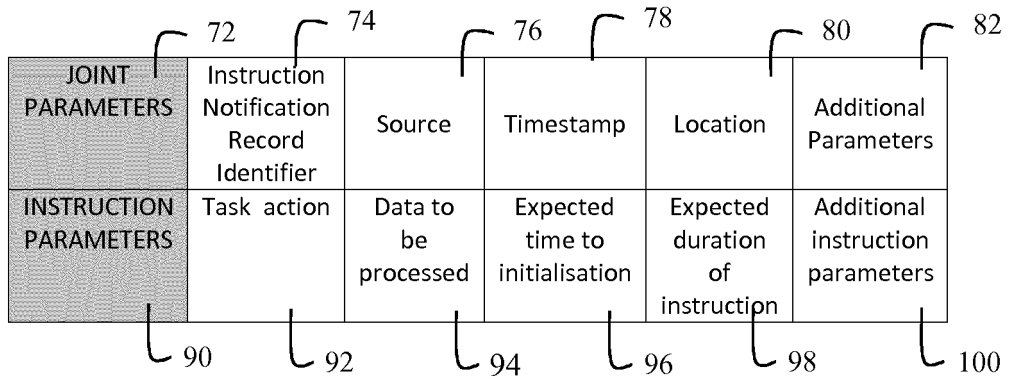 72 74 76 78 80 82
JOINT PARAMETERS
Instruction Notification Record Identifier
Source
Timestamp
Location
Additional Parameters
INSTRUCTION PARAMETERS
Task action
Data to be processed
Expected time to initialisation
Expected duration of instruction
Additional instruction parameters
90 92 94 96 98 100